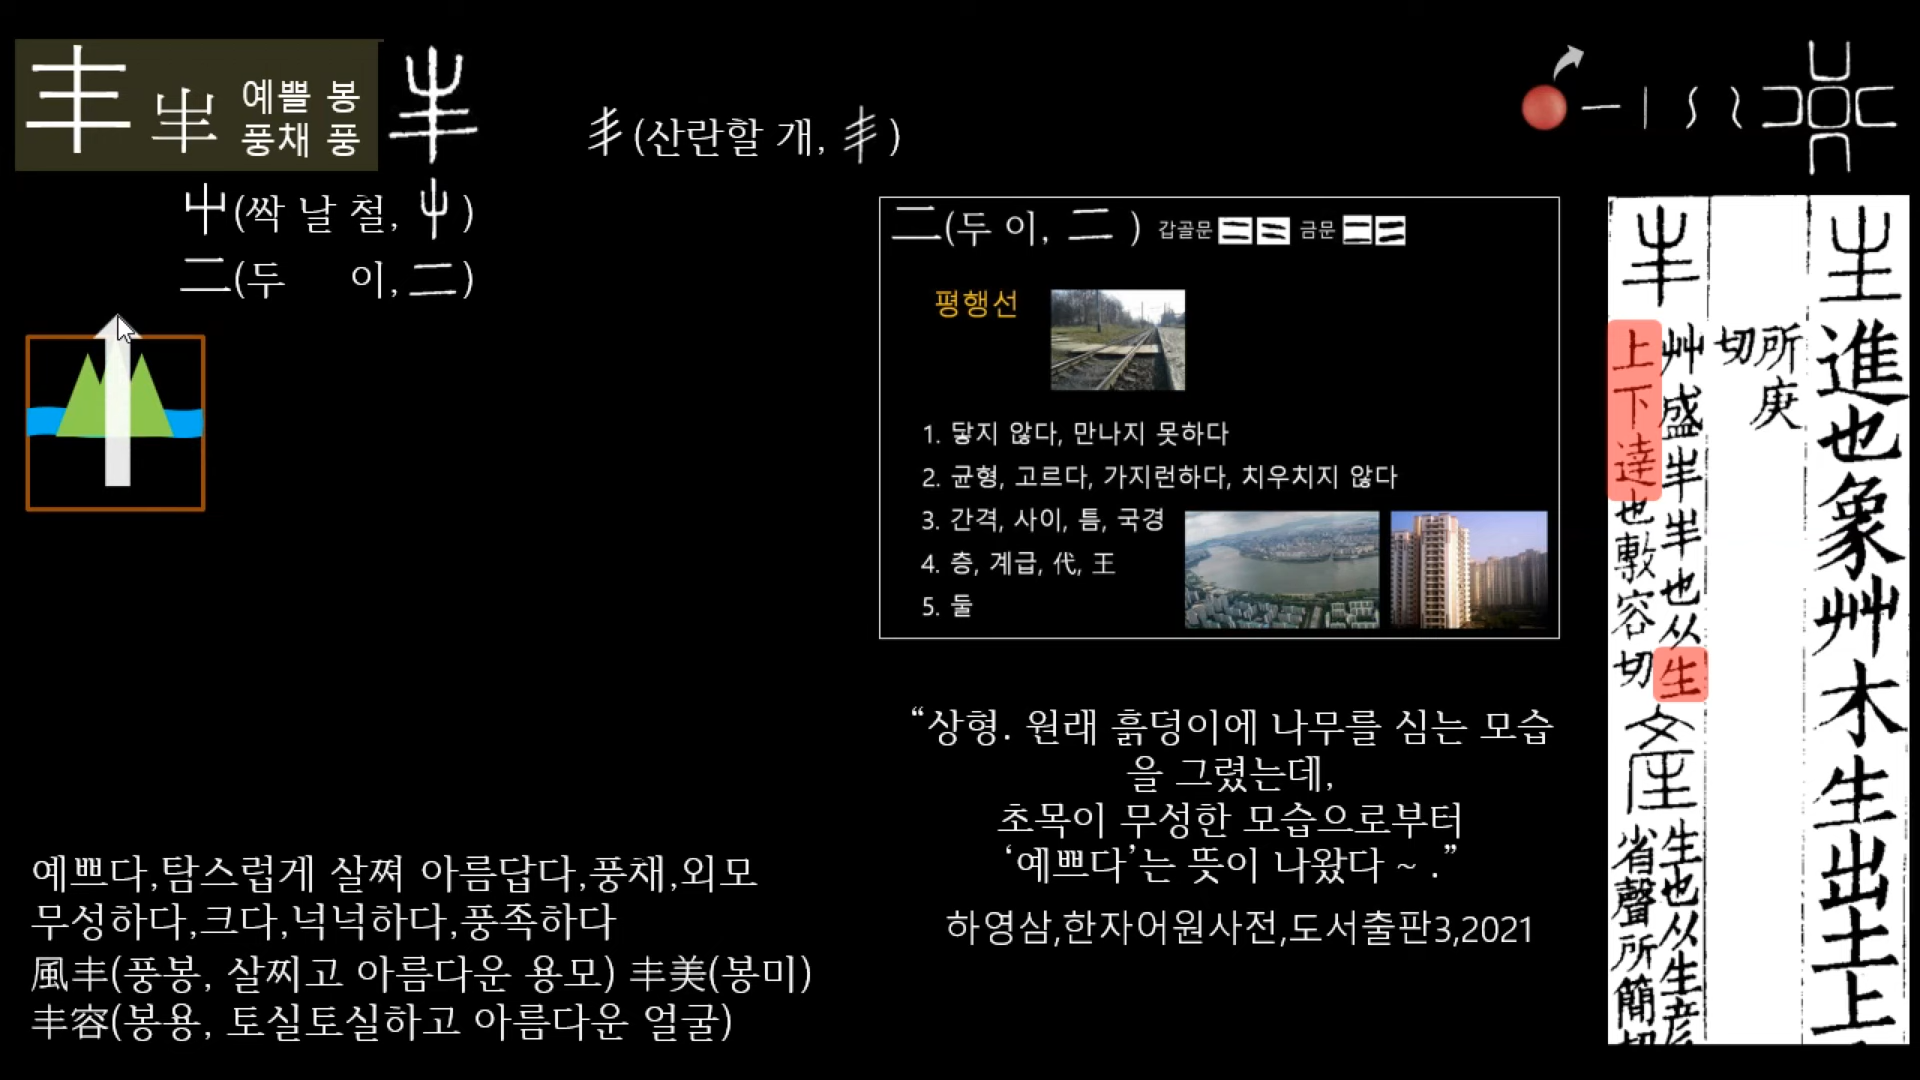 丰 예쁠 봉
풍채 풍
丯(산란할 개, 丯)
屮(싹 날 철, 屮)
二(두 이, 二)
二(두 이, 二) 갑골문 二二 금문 二二
평행선
1. 닿지 않다, 만나지 못하다
2. 균형, 고르다, 가지런하다, 치우치지 않다
3. 간격, 사이, 틈, 국경
4. 층, 계급, 代, 王
5. 둘
“상형. 원래 흙덩이에 나무를 심는 모습
을 그렸는데,
초목이 무성한 모습으로부터
‘예쁘다’는 뜻이 나왔다 ~ .”
하영삼,한자어원사전,도서출판3,2021
예쁘다,탐스럽게 살쪄 아름답다,풍채,외모
무성하다,크다,넉넉하다,풍족하다
風丰(풍봉, 살찌고 아름다운 용모) 丰美(봉미)
丰容(봉용, 토실토실하고 아름다운 얼굴)
生進也象艸木生出土上
所庚
切
丰艸盛丰丰也从生
上下達也敷容切
產生也从生彦
省聲所簡切